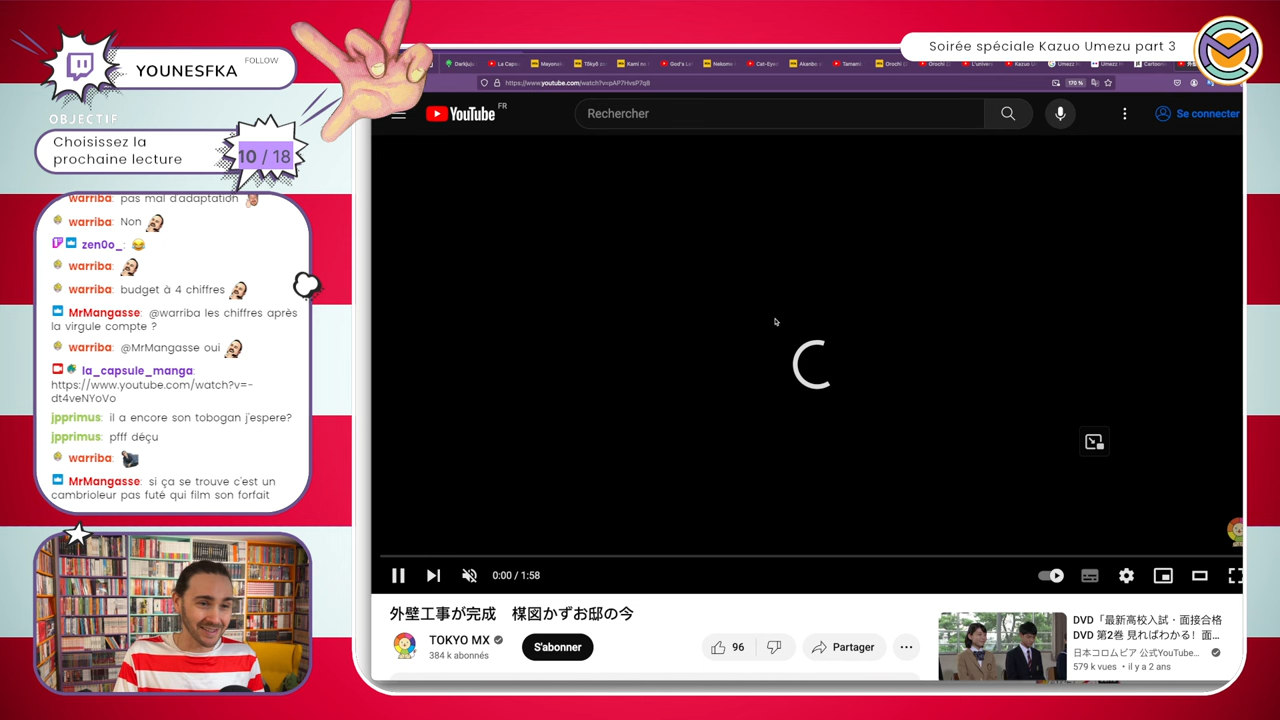 YOUNESFKA
FOLLOW
OBJECTIF
Choisissez la
prochaine lecture
10 / 18
warriba: pas mal d'adaptation
warriba: Non
zen0o_:
warriba:
warriba: budget à 4 chiffres
MrMangasse: @warriba les chiffres après
la virgule compte ?
warriba: @MrMangasse oui
la_capsule_manga:
https://www.youtube.com/watch?v=-
dt4veNYoVo
jpprimus: il a encore son tobogan j'espere?
jpprimus: pfff déçu
warriba:
MrMangasse: si ça se trouve c'est un
cambrioleur pas futé qui film son forfait
Soirée spéciale Kazuo Umezu part 3
https://www.youtube.com/watch?v=pAP7HvsP7q8
170 %
YouTube FR
Rechercher
Se connecter
0:00 / 1:58
外壁工事が完成 楳図かずお邸の今
TOKYO MX
384 k abonnés
S'abonner
96
Partager
DVD「最新高校入試・面接合格
DVD 第2巻 見ればわかる！面...
日本コロムビア 公式YouTube...
579 k vues • il y a 2 ans